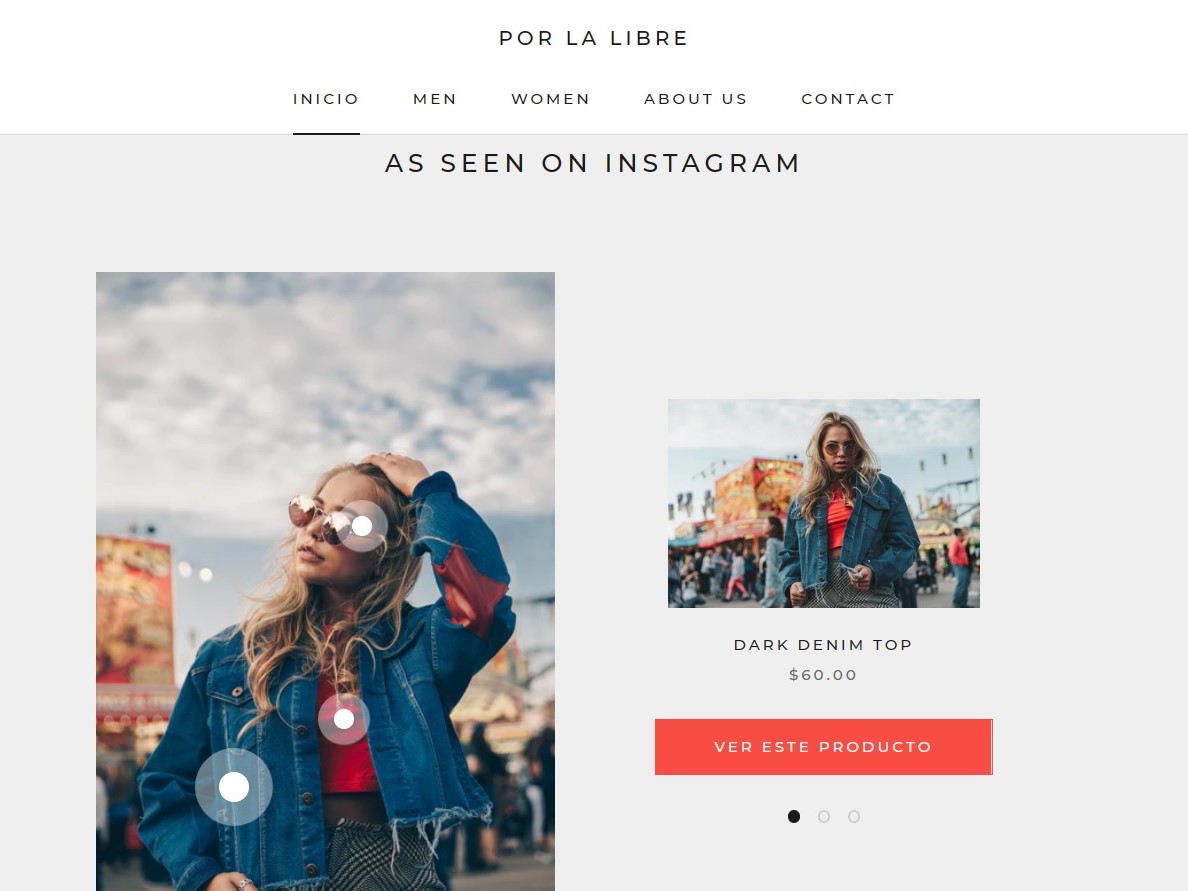 POR LA LIBRE
INICIO MEN WOMEN ABOUT US CONTACT
AS SEEN ON INSTAGRAM
DARK DENIM TOP
$60.00
VER ESTE PRODUCTO